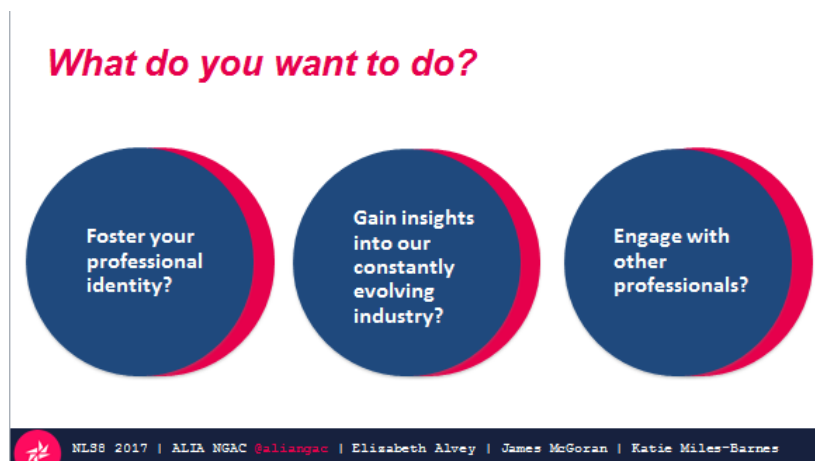 What do you want to do?
Foster your
professional
identity?
Gain insights
into our
constantly
evolving
industry?
Engage with
other
professionals?
NLS8 2017 | ALIA NGAC @aliangac | Elizabeth Alvey | James McGoran | Katie Miles-Barnes